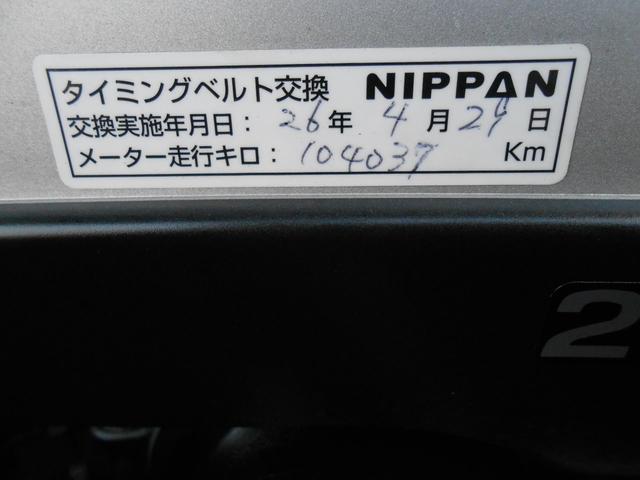 タイミングベルト交換 NIPPAN
交換実施年月日：26年 4月29日
メーター走行キロ：104037 Km
2